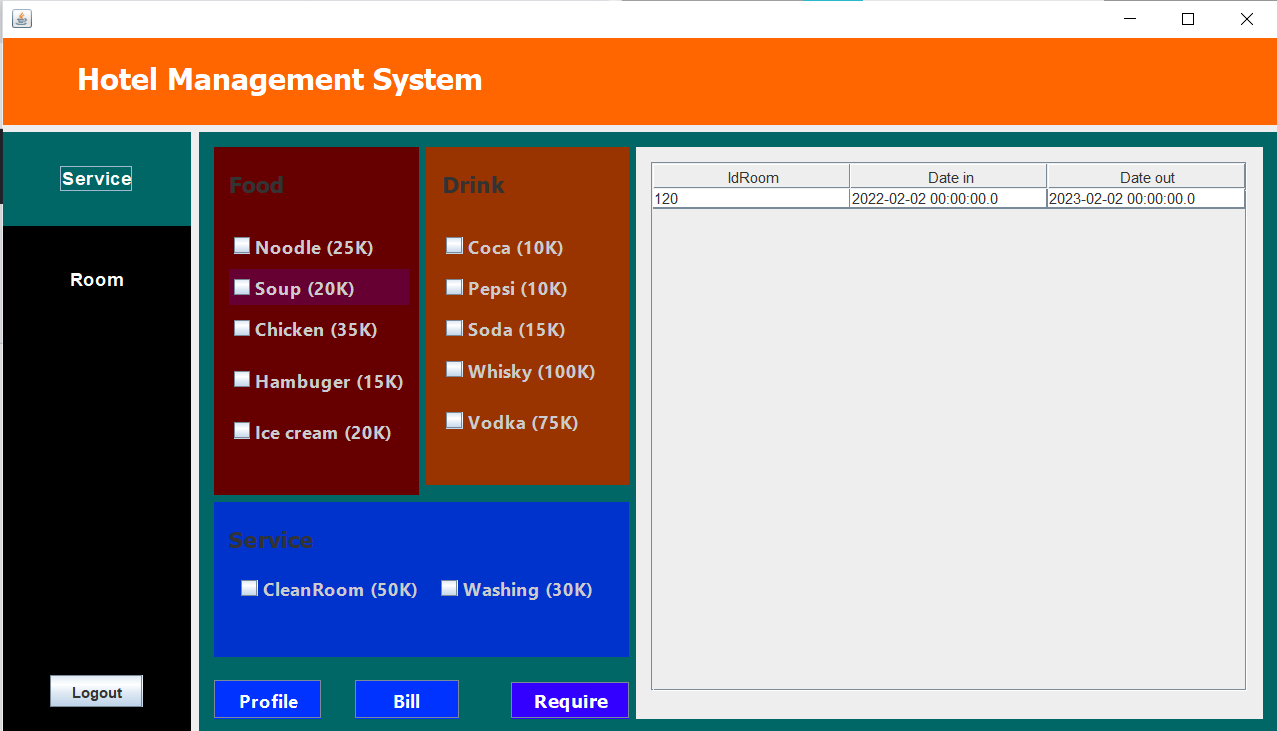 Hotel Management System
Service
Room
Logout
Food
Noodle (25K)
Soup (20K)
Chicken (35K)
Hambuger (15K)
Ice cream (20K)
Drink
Coca (10K)
Pepsi (10K)
Soda (15K)
Whisky (100K)
Vodka (75K)
Service
CleanRoom (50K) Washing (30K)
Profile Bill Require
IdRoom Date in Date out
120 2022-02-02 00:00:00.0 2023-02-02 00:00:00.0